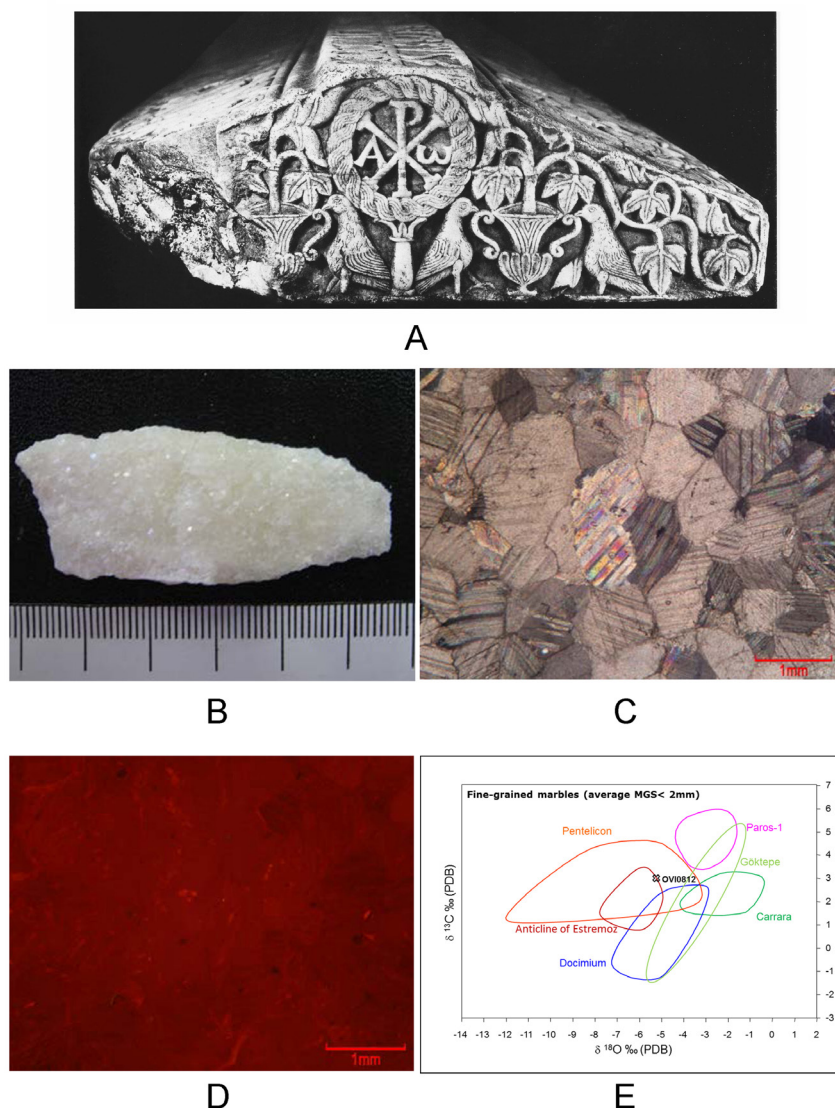 Α Ρ ω
A
B
1mm
C
1mm
D
Fine-grained marbles (average MGS< 2mm)
Pentelicon
Paros-1
Göktepe
OVI0812
Anticline of Estremoz
Carrara
Docimium
7
6
5
4
3
2
1
0
-1
-2
-3
δ ¹³C ‰ (PDB)
-14 -13 -12 -11 -10 -9 -8 -7 -6 -5 -4 -3 -2 -1 0 1 2
δ ¹⁸O ‰ (PDB)
E